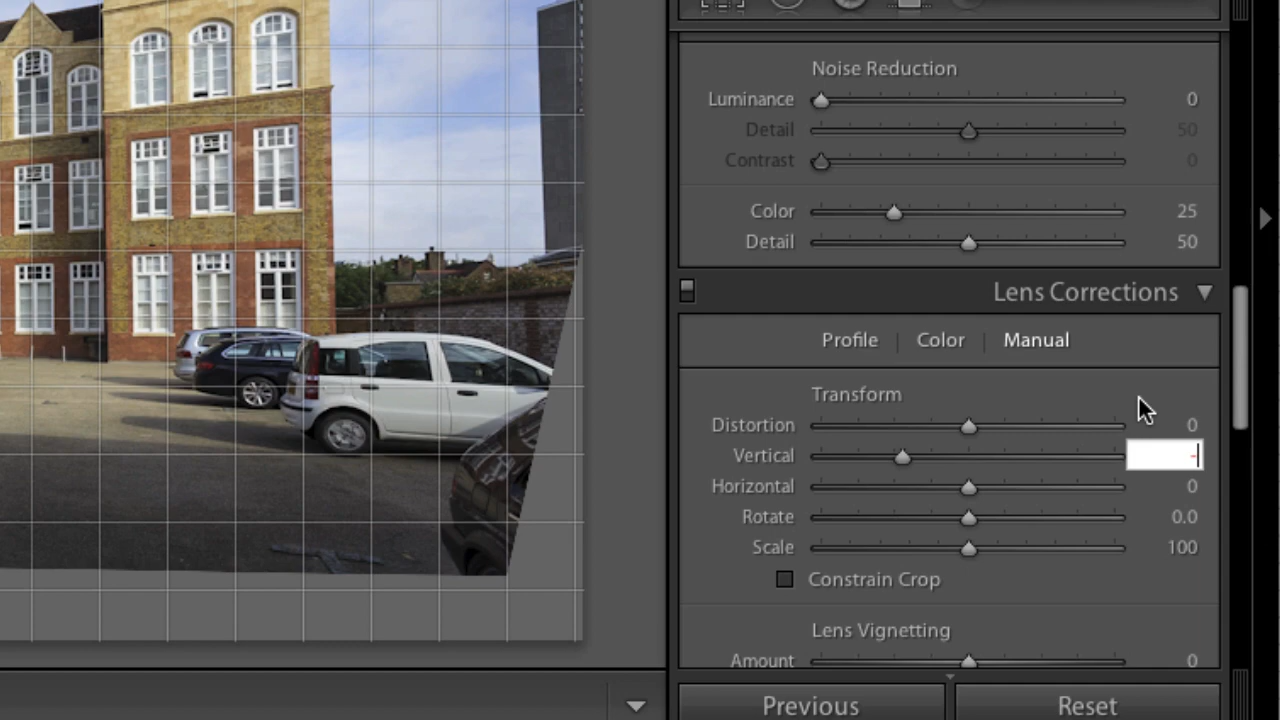 Noise Reduction
Luminance 0
Detail 50
Contrast 0
Color 25
Detail 50
Lens Corrections
Profile | Color | Manual
Transform
Distortion 0
Vertical -
Horizontal 0
Rotate 0.0
Scale 100
Constrain Crop
Lens Vignetting
Amount 0
Previous Reset